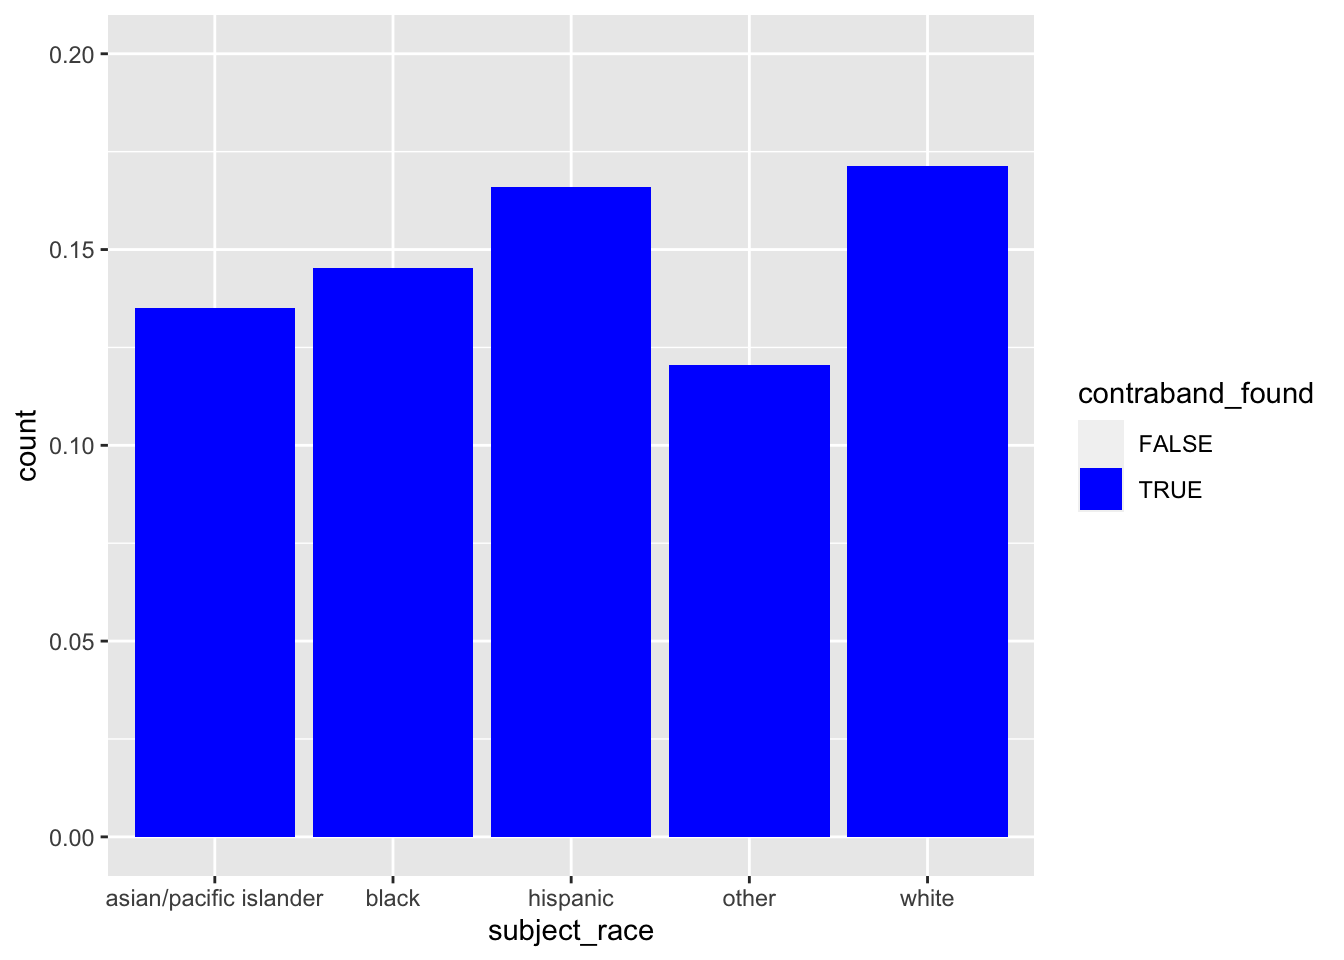 0.20
0.15
0.10
0.05
0.00
count
asian/pacific islander black hispanic other white
subject_race
contraband_found
FALSE
TRUE